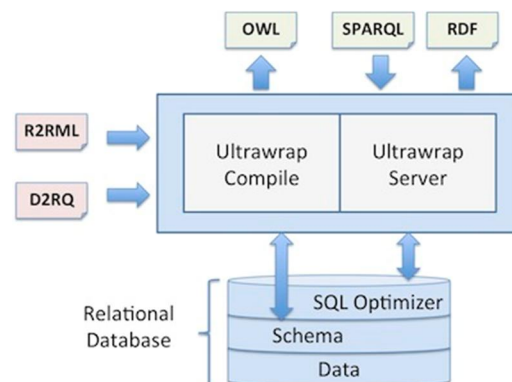 OWL
SPARQL
RDF
R2RML
D2RQ
Ultrawrap
Compile
Ultrawrap
Server
Relational
Database
SQL Optimizer
Schema
Data